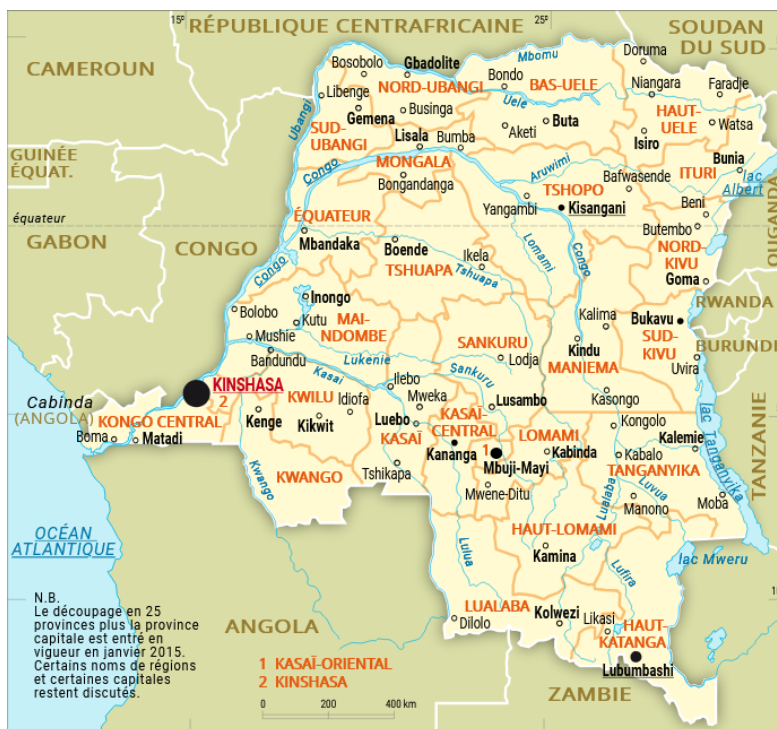 15°
25°
RÉPUBLIQUE CENTRAFRICAINE
SOUDAN
DU SUD
CAMEROUN
Bosobolo
Gbadolite
Mbomu
Doruma
Libenge
NORD-UBANGI
Bondo
BAS-UELE
Niangara
Faradje
Ubangi
Gemena
Businga
Uele
HAUT-
UELE
SUD-
UBANGI
Aketi
Buta
Watsa
Lisala
Bumba
Isiro
GUINÉE
ÉQUAT.
Congo
MONGALA
Bongandanga
Aruwimi
Bafwasende
ITURI
Bunia
lac
Albert
TSHOPO
Yangambi
Kisangani
Beni
OUGANDA
équateur
ÉQUATEUR
Butembo
GABON
CONGO
Mbandaka
Boende
Ikela
Lomami
Congo
NORD-
KIVU
TSHUAPA
Tshuapa
Congo
Goma
Inongo
RWANDA
Bolobo
Kutu
MAI-
NDOMBE
Kalima
Bukavu
Mushie
SANKURU
Kindu
SUD-
KIVU
BURUNDI
Bandundu
Lukenie
Lodja
MANIEMA
Uvira
Kasai
Sankuru
Ilebo
KINSHASA
2
Cabinda
(ANGOLA)
KWILU
Idiofa
Mweka
Lusambo
Kasongo
lac Tanganyika
KONGO CENTRAL
Kenge
Kikwit
Luebo
KASAÏ-
CENTRAL
LOMAMI
Kongolo
Boma
Matadi
KASAÏ
1
Kabinda
Kabalo
Kalemie
TANZANIE
Kananga
Mbuji-Mayi
KWANGO
Tshikapa
TANGANYIKA
Kwango
Mwene-Ditu
Lualaba
Luvua
Manono
Moba
OCÉAN
ATLANTIQUE
HAUT-LOMAMI
Lulua
Kamina
lac Mweru
Lufira
N.B.
Le découpage en 25
provinces plus la province
capitale est entré en
vigueur en janvier 2015.
Certains noms de régions
et certaines capitales
restent discutés.
LUALABA
Kolwezi
Likasi
Dilolo
HAUT-
KATANGA
ANGOLA
Lubumbashi
1 KASAÏ-ORIENTAL
2 KINSHASA
ZAMBIE
0 200 400 km